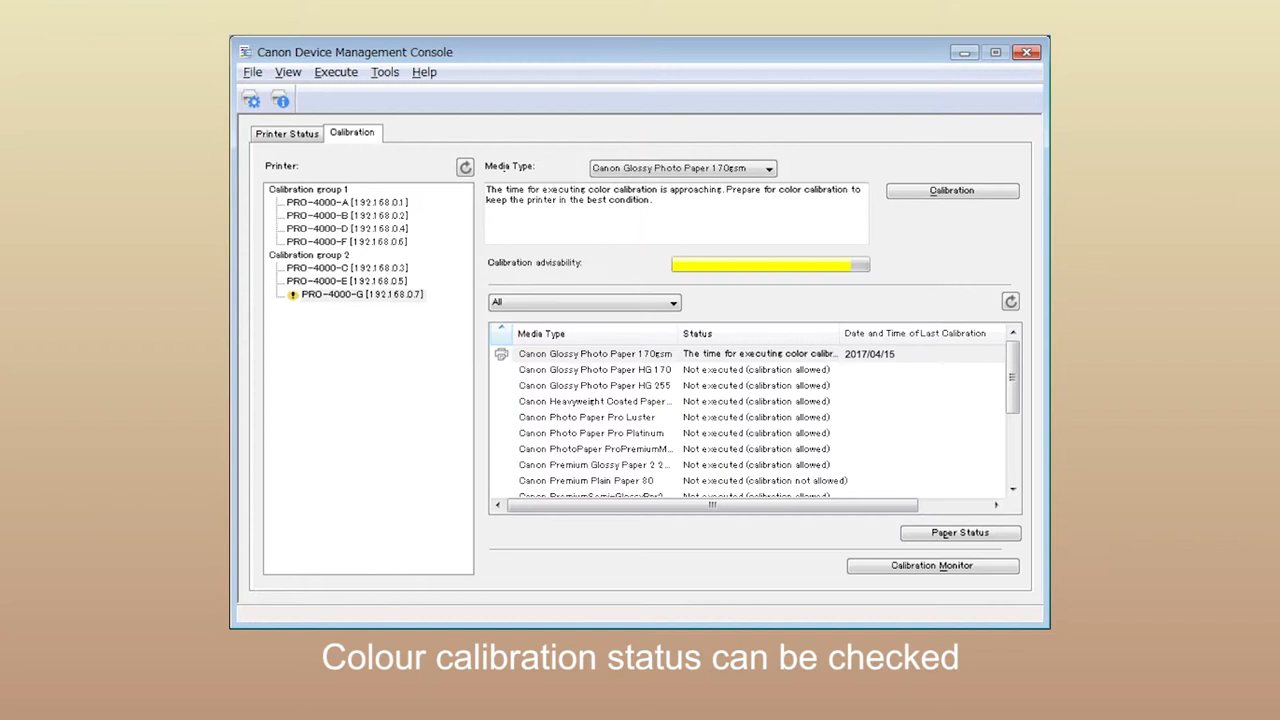 Canon Device Management Console
File View Execute Tools Help
Printer Status Calibration
Printer:
Calibration group 1
PRO-4000-A [192.168.0.1]
PRO-4000-B [192.168.0.2]
PRO-4000-D [192.168.0.4]
PRO-4000-F [192.168.0.6]
Calibration group 2
PRO-4000-C [192.168.0.3]
PRO-4000-E [192.168.0.5]
PRO-4000-G [192.168.0.7]
Media Type: Canon Glossy Photo Paper 170gsm
The time for executing color calibration is approaching. Prepare for color calibration to
keep the printer in the best condition.
Calibration
Calibration advisability:
All
Media Type Status Date and Time of Last Calibration
Canon Glossy Photo Paper 170gsm The time for executing color calibr... 2017/04/15
Canon Glossy Photo Paper HG 170 Not executed (calibration allowed)
Canon Glossy Photo Paper HG 255 Not executed (calibration allowed)
Canon Heavyweight Coated Paper... Not executed (calibration allowed)
Canon Photo Paper Pro Luster Not executed (calibration allowed)
Canon Photo Paper Pro Platinum Not executed (calibration allowed)
Canon PhotoPaper ProPremiumM... Not executed (calibration allowed)
Canon Premium Glossy Paper 2 2... Not executed (calibration allowed)
Canon Premium Plain Paper 80 Not executed (calibration not allowed)
Canon PremiumSemi-GlossyPpr2... Not executed (calibration allowed)
Paper Status
Calibration Monitor
Colour calibration status can be checked